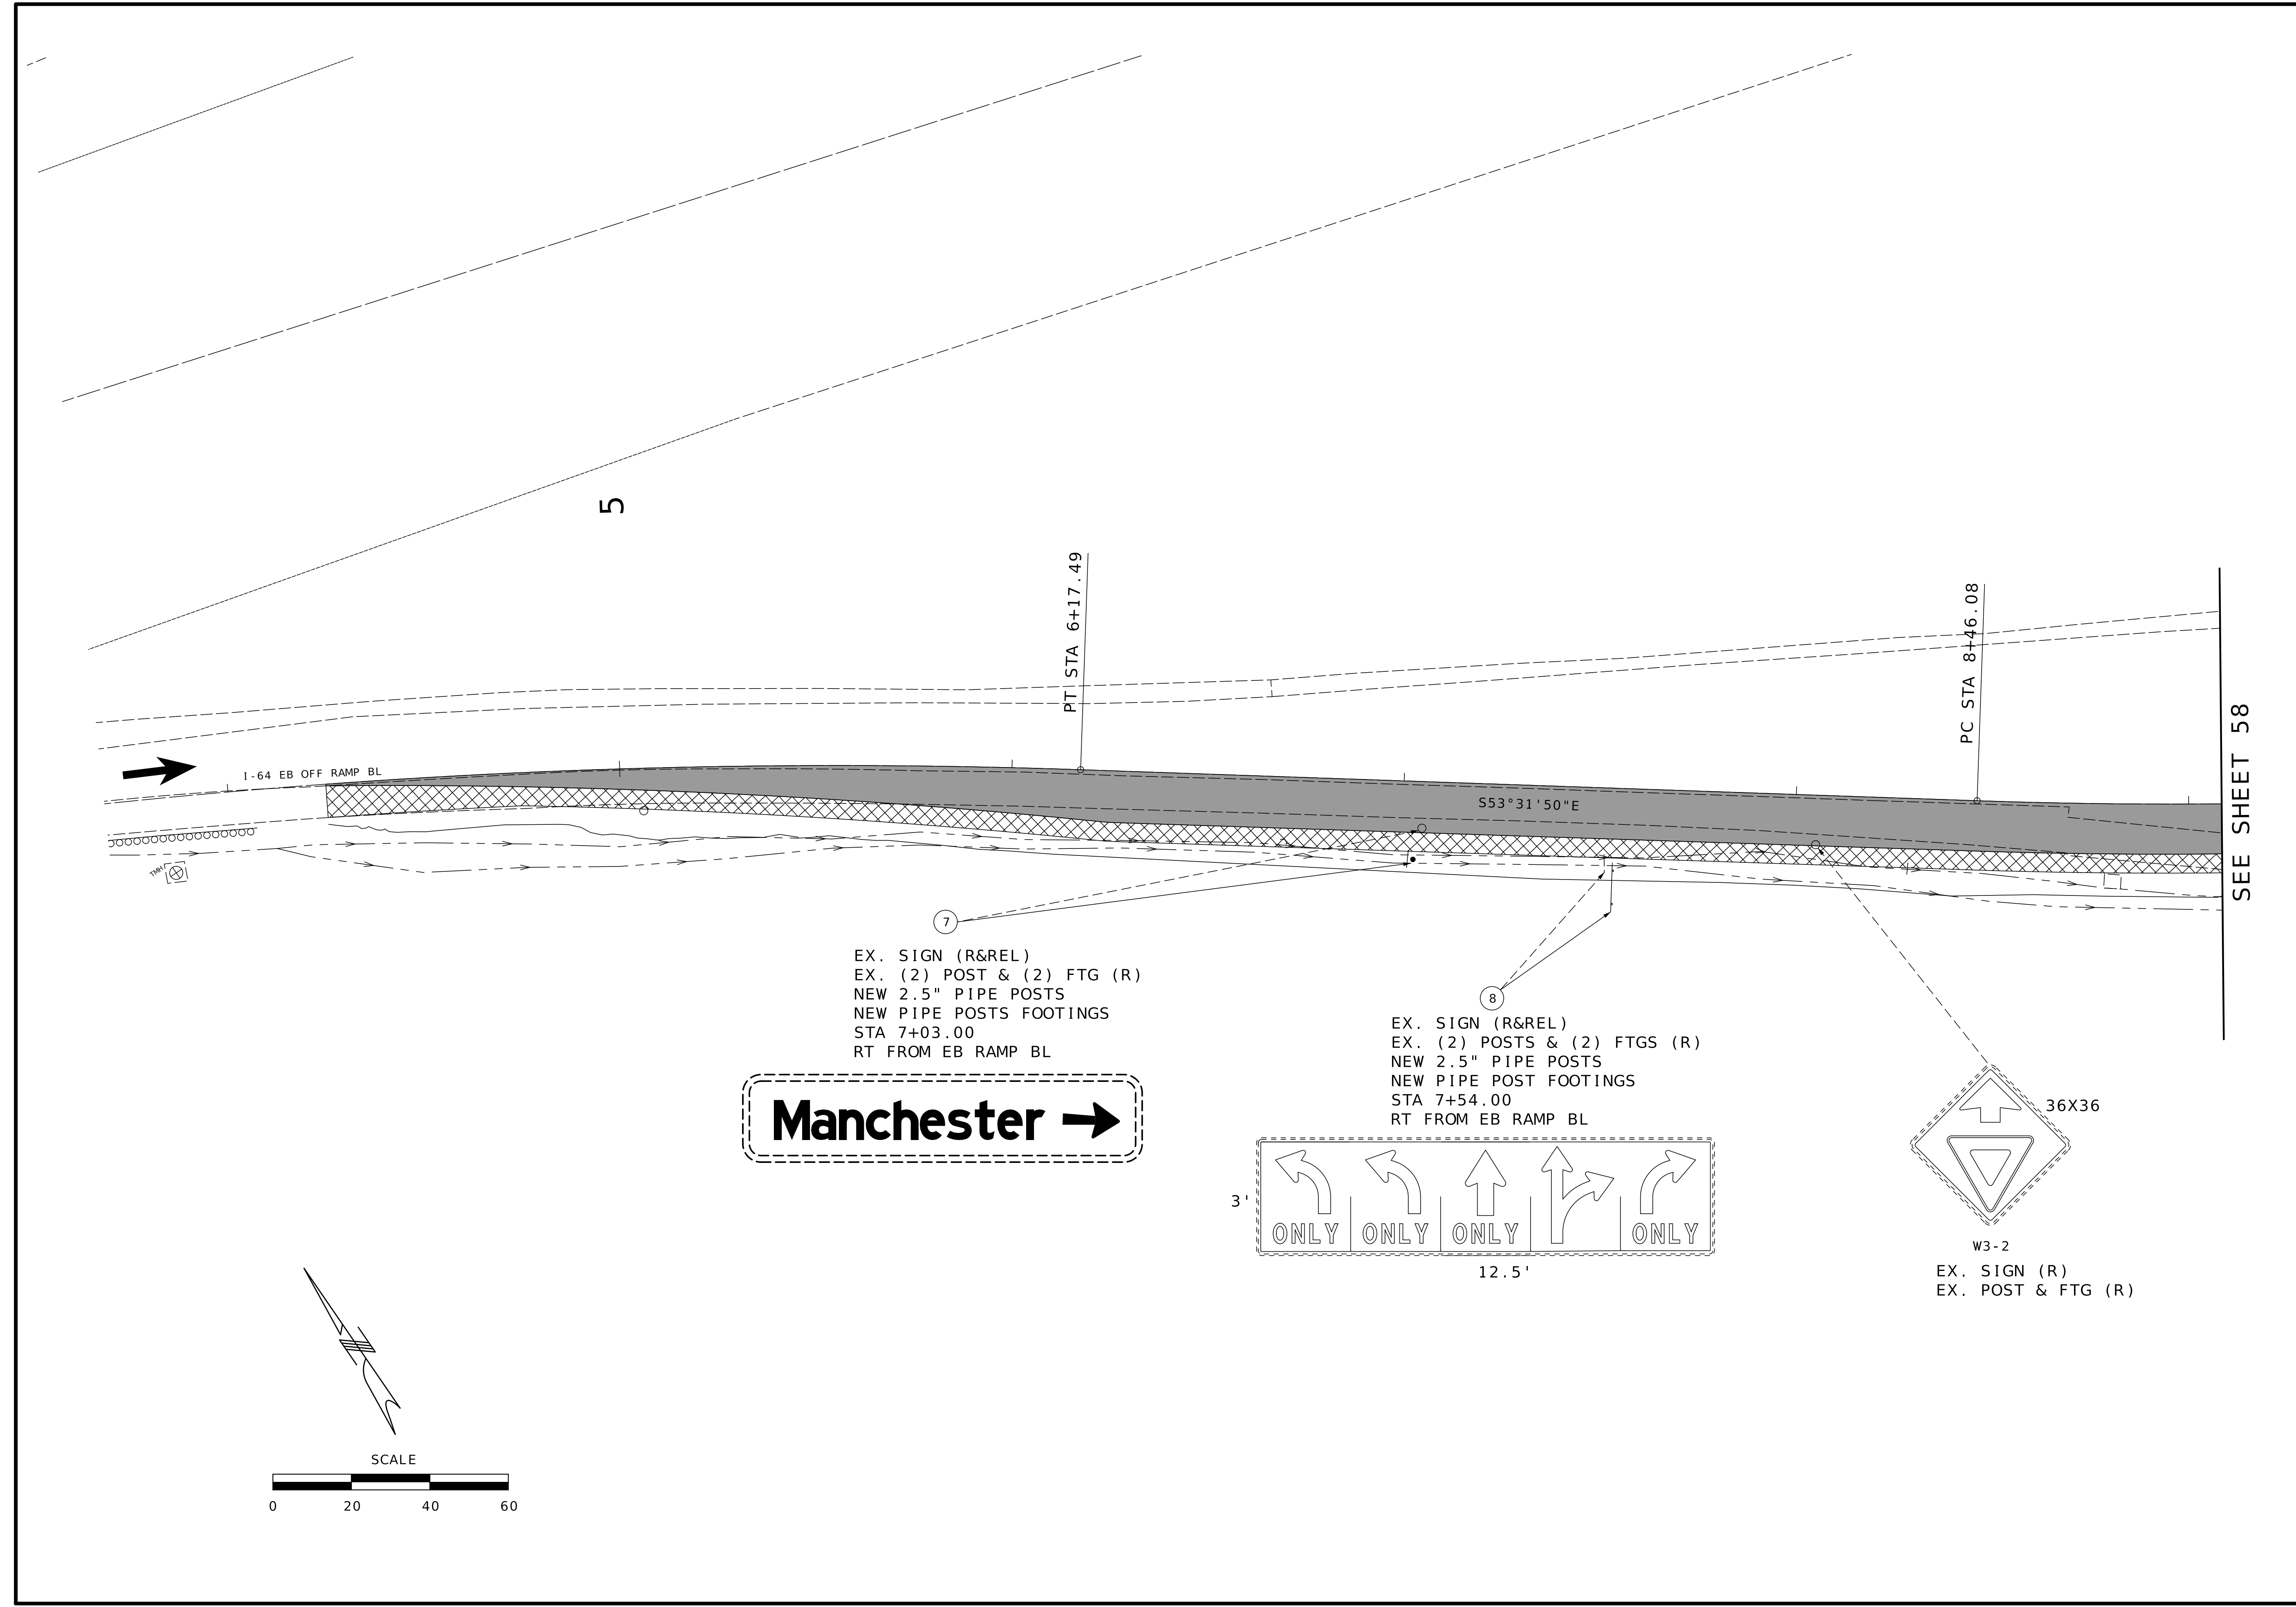 5
PT STA 6+17.49
PC STA 8+46.08
SEE SHEET 58
I-64 EB OFF RAMP BL
S53°31'50"E
TMH
7
EX. SIGN (R&REL)
EX. (2) POST & (2) FTG (R)
NEW 2.5" PIPE POSTS
NEW PIPE POSTS FOOTINGS
STA 7+03.00
RT FROM EB RAMP BL
Manchester
8
EX. SIGN (R&REL)
EX. (2) POSTS & (2) FTGS (R)
NEW 2.5" PIPE POSTS
NEW PIPE POST FOOTINGS
STA 7+54.00
RT FROM EB RAMP BL
3'
ONLY ONLY ONLY ONLY
12.5'
36X36
W3-2
EX. SIGN (R)
EX. POST & FTG (R)
SCALE
0 20 40 60